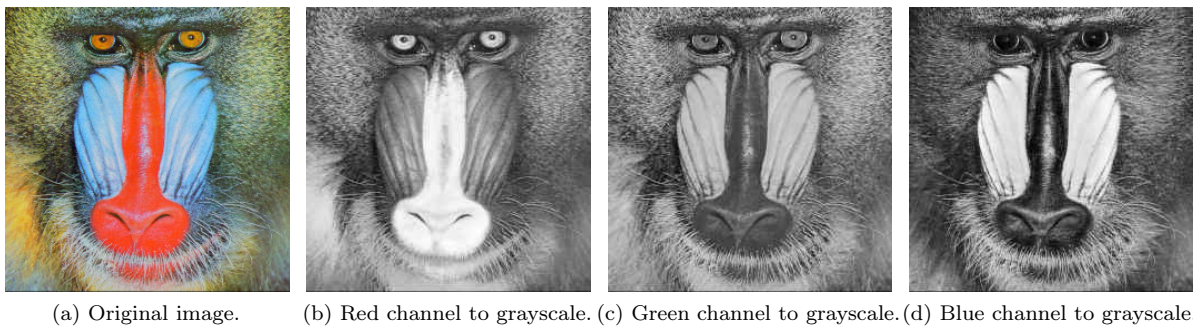 (a) Original image.
(b) Red channel to grayscale.
(c) Green channel to grayscale.
(d) Blue channel to grayscale